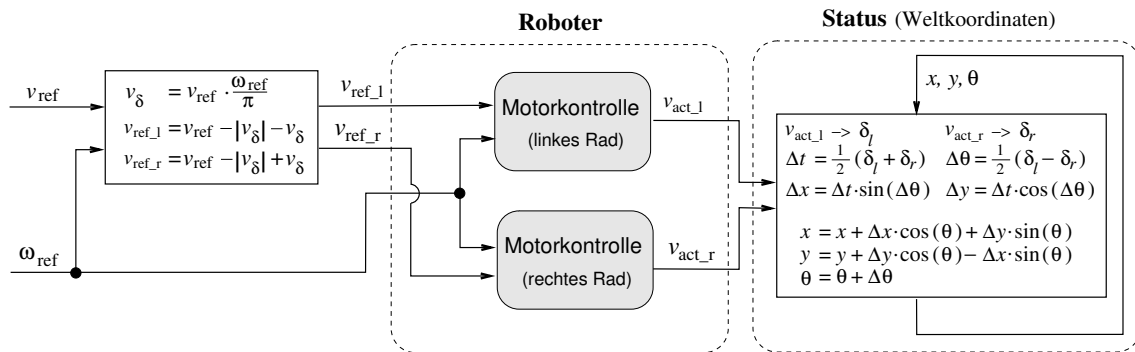 Roboter
Status (Weltkoordinaten)
v_ref
v_δ = v_ref · ω_ref/π
v_ref_l = v_ref − |v_δ| − v_δ
v_ref_r = v_ref − |v_δ| + v_δ
v_ref_l
v_ref_r
ω_ref
Motorkontrolle
(linkes Rad)
Motorkontrolle
(rechtes Rad)
v_act_l
v_act_r
x, y, θ
v_act_l -> δ_l v_act_r -> δ_r
Δt = 1/2 (δ_l + δ_r) Δθ = 1/2 (δ_l − δ_r)
Δx = Δt·sin(Δθ) Δy = Δt·cos(Δθ)
x = x + Δx·cos(θ) + Δy·sin(θ)
y = y + Δy·cos(θ) − Δx·sin(θ)
θ = θ + Δθ